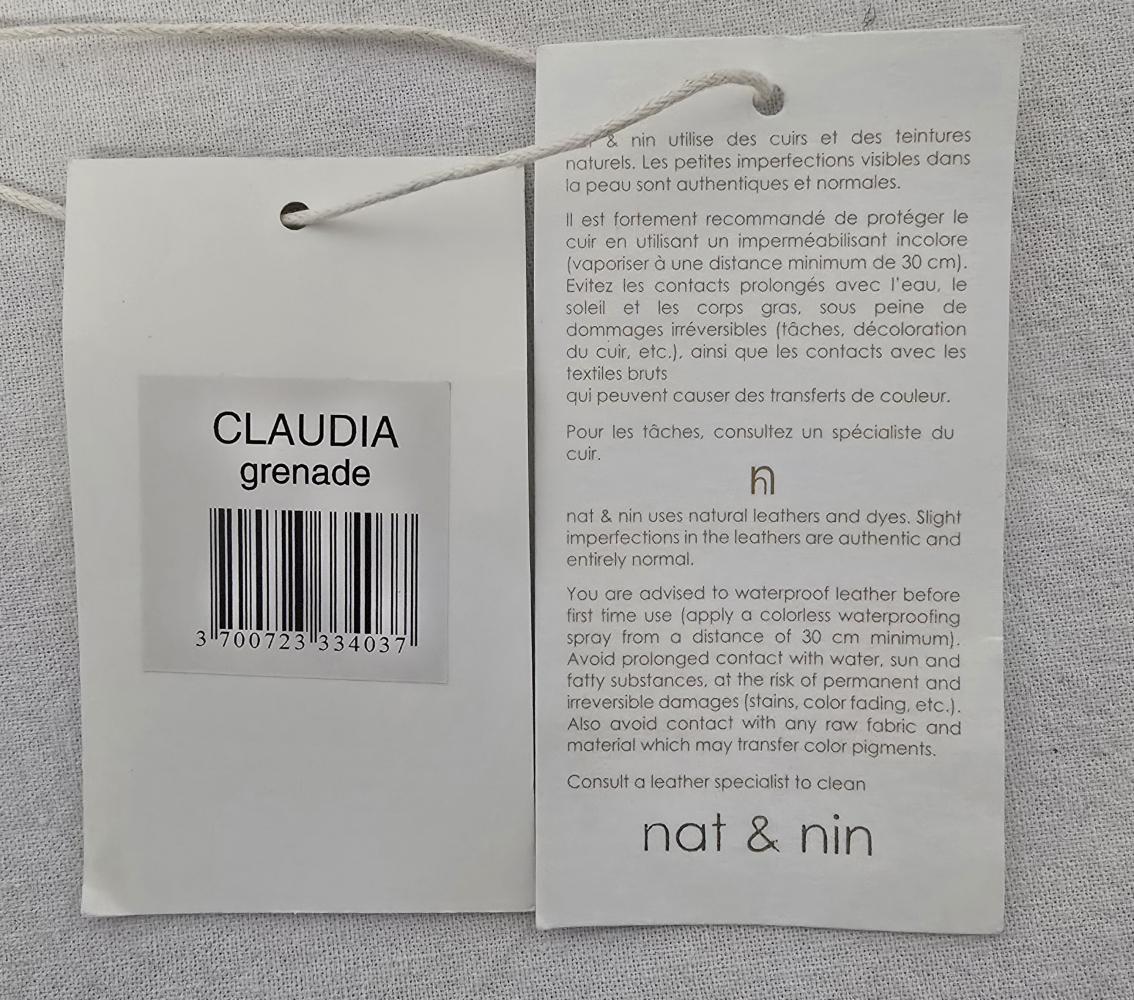 CLAUDIA
grenade
3 700723 334037
& nin utilise des cuirs et des teintures
naturels. Les petites imperfections visibles dans
la peau sont authentiques et normales.
Il est fortement recommandé de protéger le
cuir en utilisant un imperméabilisant incolore
(vaporiser à une distance minimum de 30 cm).
Evitez les contacts prolongés avec l'eau, le
soleil et les corps gras, sous peine de
dommages irréversibles (tâches, décoloration
du cuir, etc.), ainsi que les contacts avec les
textiles bruts
qui peuvent causer des transferts de couleur.
Pour les tâches, consultez un spécialiste du
cuir.
n
nat & nin uses natural leathers and dyes. Slight
imperfections in the leathers are authentic and
entirely normal.
You are advised to waterproof leather before
first time use (apply a colorless waterproofing
spray from a distance of 30 cm minimum).
Avoid prolonged contact with water, sun and
fatty substances, at the risk of permanent and
irreversible damages (stains, color fading, etc.).
Also avoid contact with any raw fabric and
material which may transfer color pigments.
Consult a leather specialist to clean
nat & nin